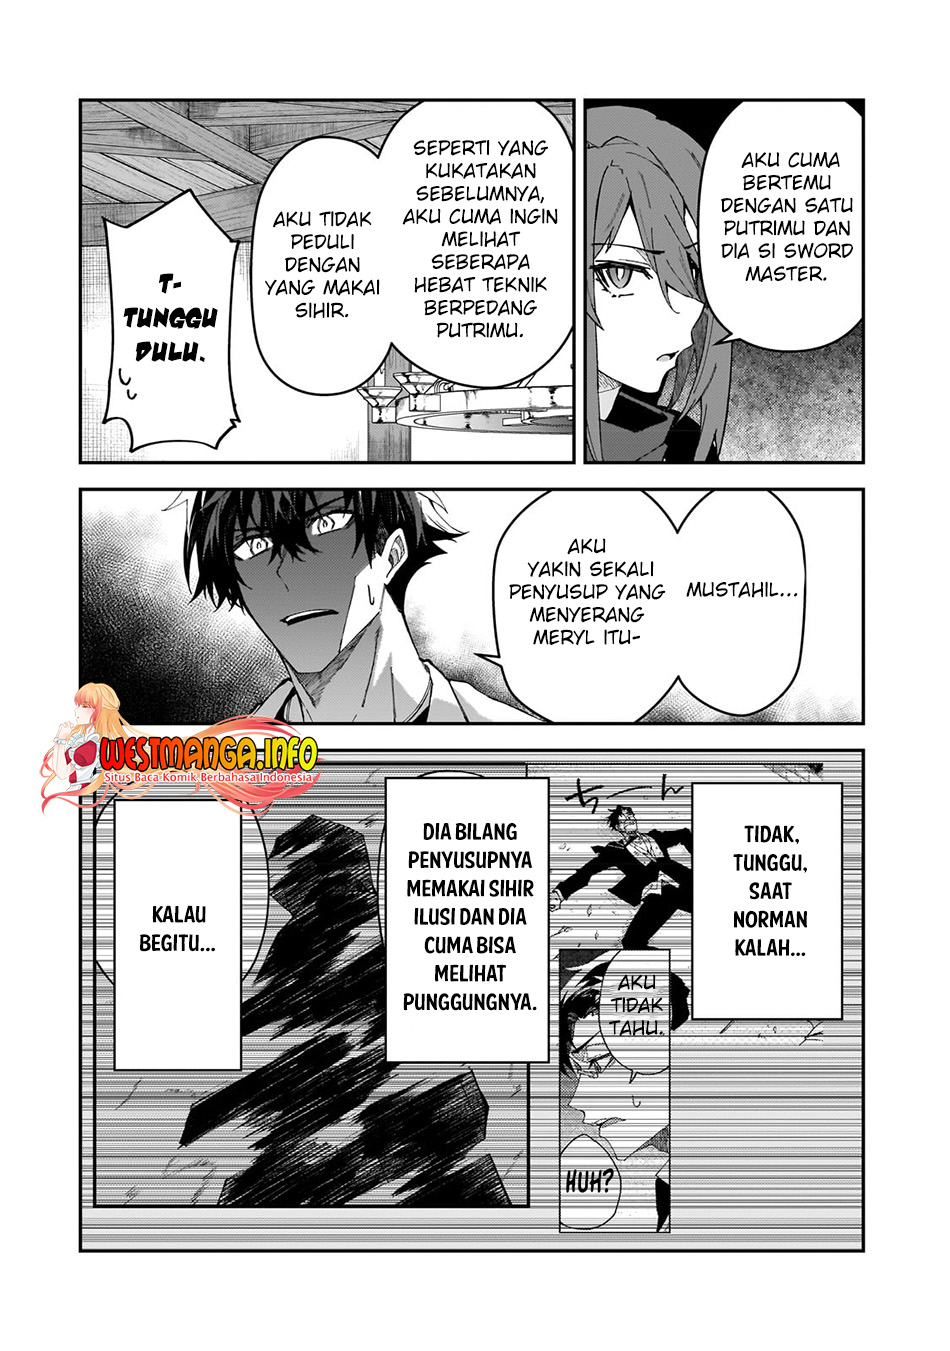 AKU CUMA
BERTEMU
DENGAN SATU
PUTRIMU DAN
DIA SI SWORD
MASTER.
SEPERTI YANG
KUKATAKAN
SEBELUMNYA,
AKU CUMA INGIN
MELIHAT
SEBERAPA
HEBAT TEKNIK
BERPEDANG
PUTRIMU.
AKU TIDAK
PEDULI
DENGAN
YANG MAKAI
SIHIR.
T-
TUNGGU
DULU.
MUSTAHIL...
AKU
YAKIN SEKALI
PENYUSUP YANG
MENYERANG
MERYL ITU-
WESTMANGA.INFO
Situs Baca Komik Berbahasa Indonesia
TIDAK,
TUNGGU,
SAAT
NORMAN
KALAH...
ちーん
AKU
TIDAK
TAHU.
HUH?
DIA BILANG
PENYUSUPNYA
MEMAKAI SIHIR
ILUSI DAN DIA
CUMA BISA
MELIHAT
PUNGGUNGNYA.
KALAU
BEGITU...